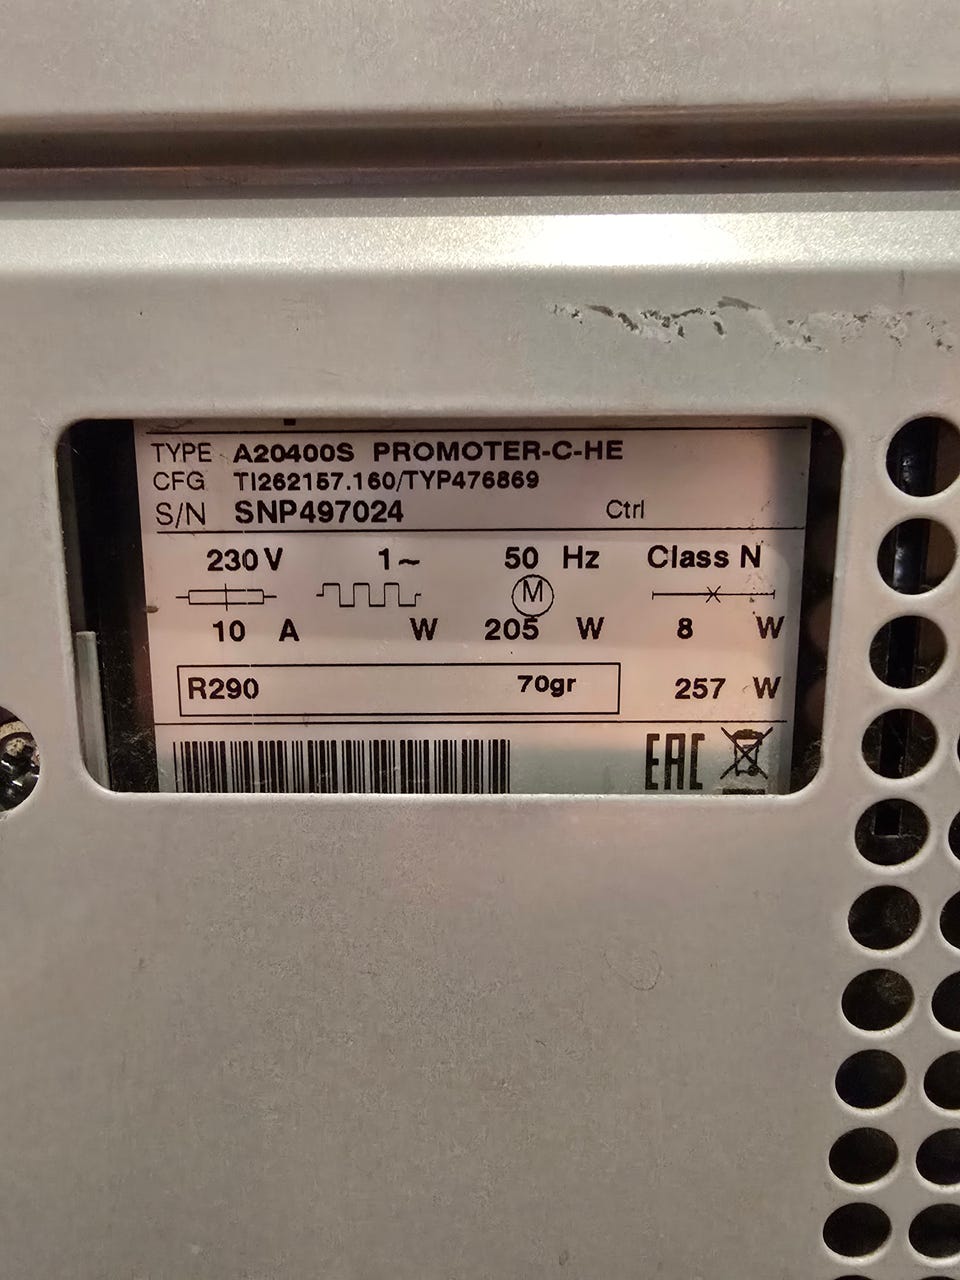 TYPE A20400S PROMOTER-C-HE
CFG TI262157.160/TYP476869
S/N SNP497024 Ctrl
230 V 1~ 50 Hz Class N
M
10 A W 205 W 8 W
R290 70gr 257 W
EAC